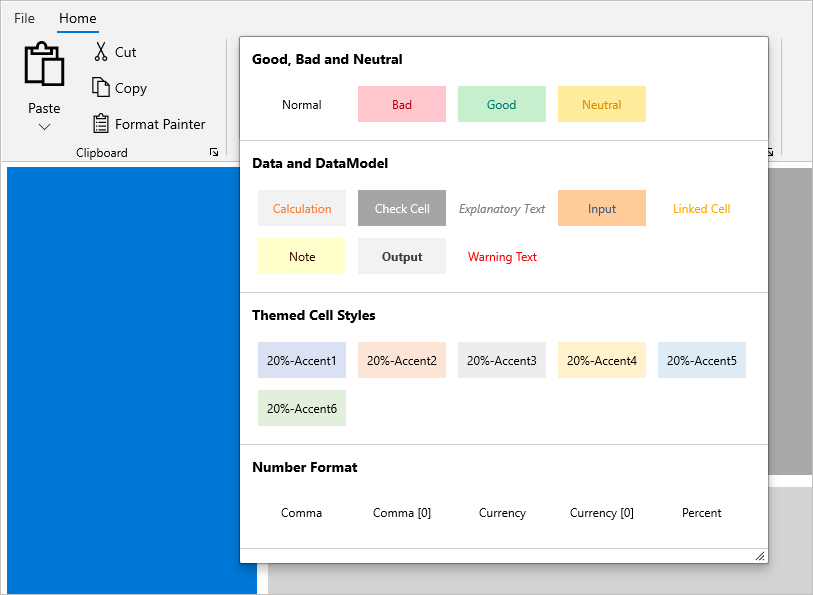 File Home
Cut
Copy
Paste
Format Painter
Clipboard
Good, Bad and Neutral
Normal Bad Good Neutral
Data and DataModel
Calculation Check Cell Explanatory Text Input Linked Cell
Note Output Warning Text
Themed Cell Styles
20%-Accent1 20%-Accent2 20%-Accent3 20%-Accent4 20%-Accent5
20%-Accent6
Number Format
Comma Comma [0] Currency Currency [0] Percent